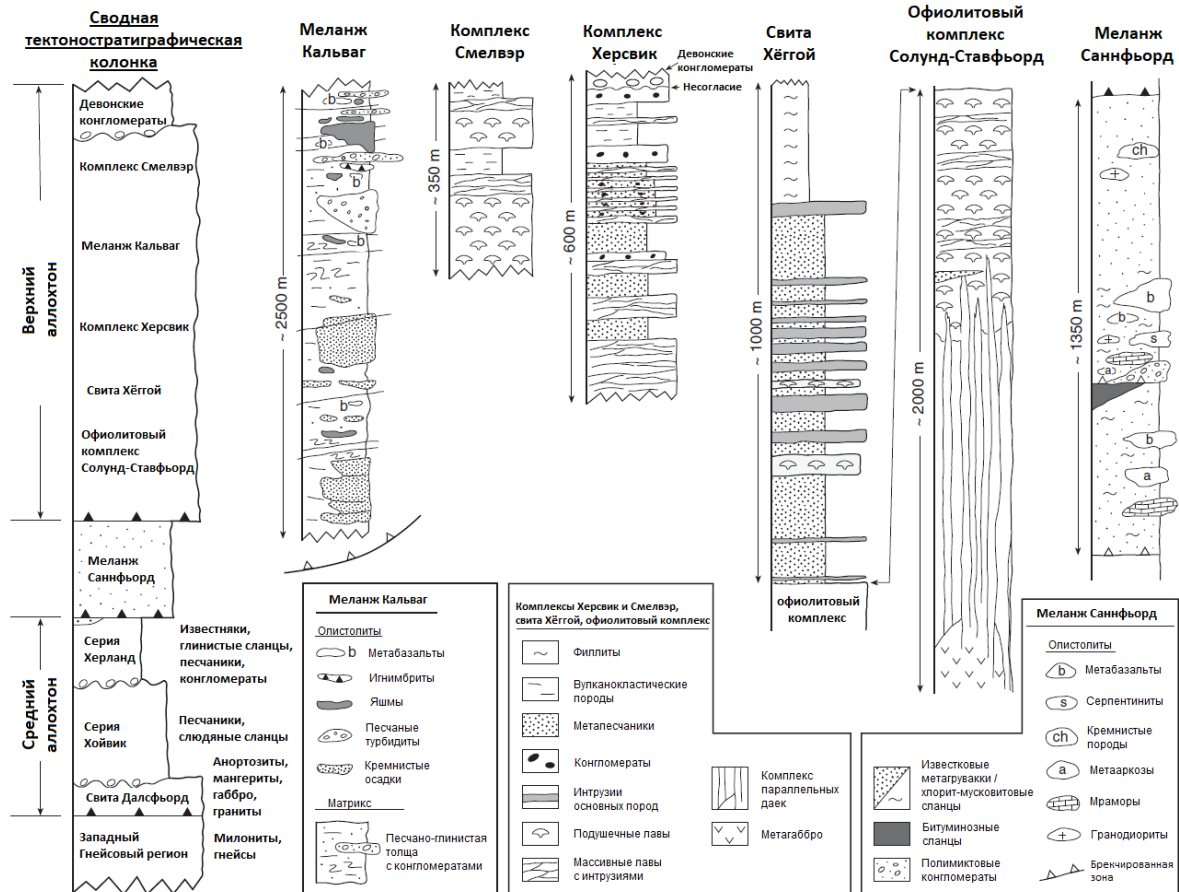 Сводная
тектоностратиграфическая
колонка
Меланж
Кальваг
Комплекс
Смелвэр
Комплекс
Херсвик
Девонские
конгломераты
Несогласие
Свита
Хёггой
Офиолитовый
комплекс
Солунд-Ставфьорд
Меланж
Саннфьорд
Верхний
аллохтон
Девонские
конгломераты
Комплекс Смелвэр
Меланж Кальваг
Комплекс Херсвик
Свита Хёггой
Офиолитовый
комплекс
Солунд-Ставфьорд
Меланж
Саннфьорд
Средний
аллохтон
Серия
Херланд
Известняки,
глинистые сланцы,
песчаники,
конгломераты
Серия
Хойвик
Песчаники,
слюдяные сланцы
Анортозиты,
мангериты,
габбро,
граниты
Свита Далсфьорд
Западный
Гнейсовый регион
Милониты,
гнейсы
~ 2500 m
b
b
b
b
b
~ 350 m
~ 600 m
~ 1000 m
офиолитовый
комплекс
~ 2000 m
~ 1350 m
ch
b
b
s
a
b
a
Меланж Кальваг
Опистолиты
b Метабазальты
Игнимбриты
Яшмы
Песчаные
турбидиты
Кремнистые
осадки
Матрикс
Песчано-глинистая
толща
с конгломератами
Комплексы Херсвик и Смелвэр,
свита Хёггой, офиолитовый комплекс
Филлиты
Вулканокластические
породы
Метапесчаники
Конгломераты
Интрузии
основных пород
Подушечные лавы
Массивные лавы
с интрузиями
Комплекс
параллельных
даек
Метагаббро
Меланж Саннфьорд
Опистолиты
b Метабазальты
s Серпентиниты
ch Кремнистые
породы
a Метааркозы
Мраморы
Гранодиориты
Брекчированная
зона
Известковые
метагрувакки /
хлорит-мусковитовые
сланцы
Битуминозные
сланцы
Полимиктовые
конгломераты